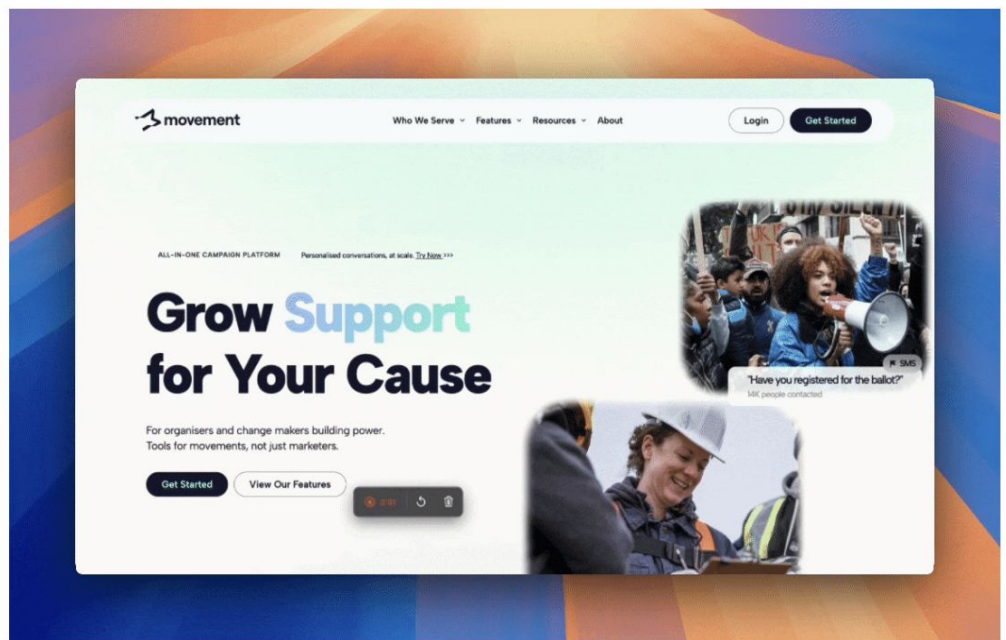 movement
Who We Serve Features Resources About
Login
Get Started
ALL-IN-ONE CAMPAIGN PLATFORM
Personalised conversations, at scale. Try Now >>>
Grow Support
for Your Cause
For organisers and change makers building power.
Tools for movements, not just marketers.
Get Started
View Our Features
SMS
"Have you registered for the ballot?"
14K people contacted